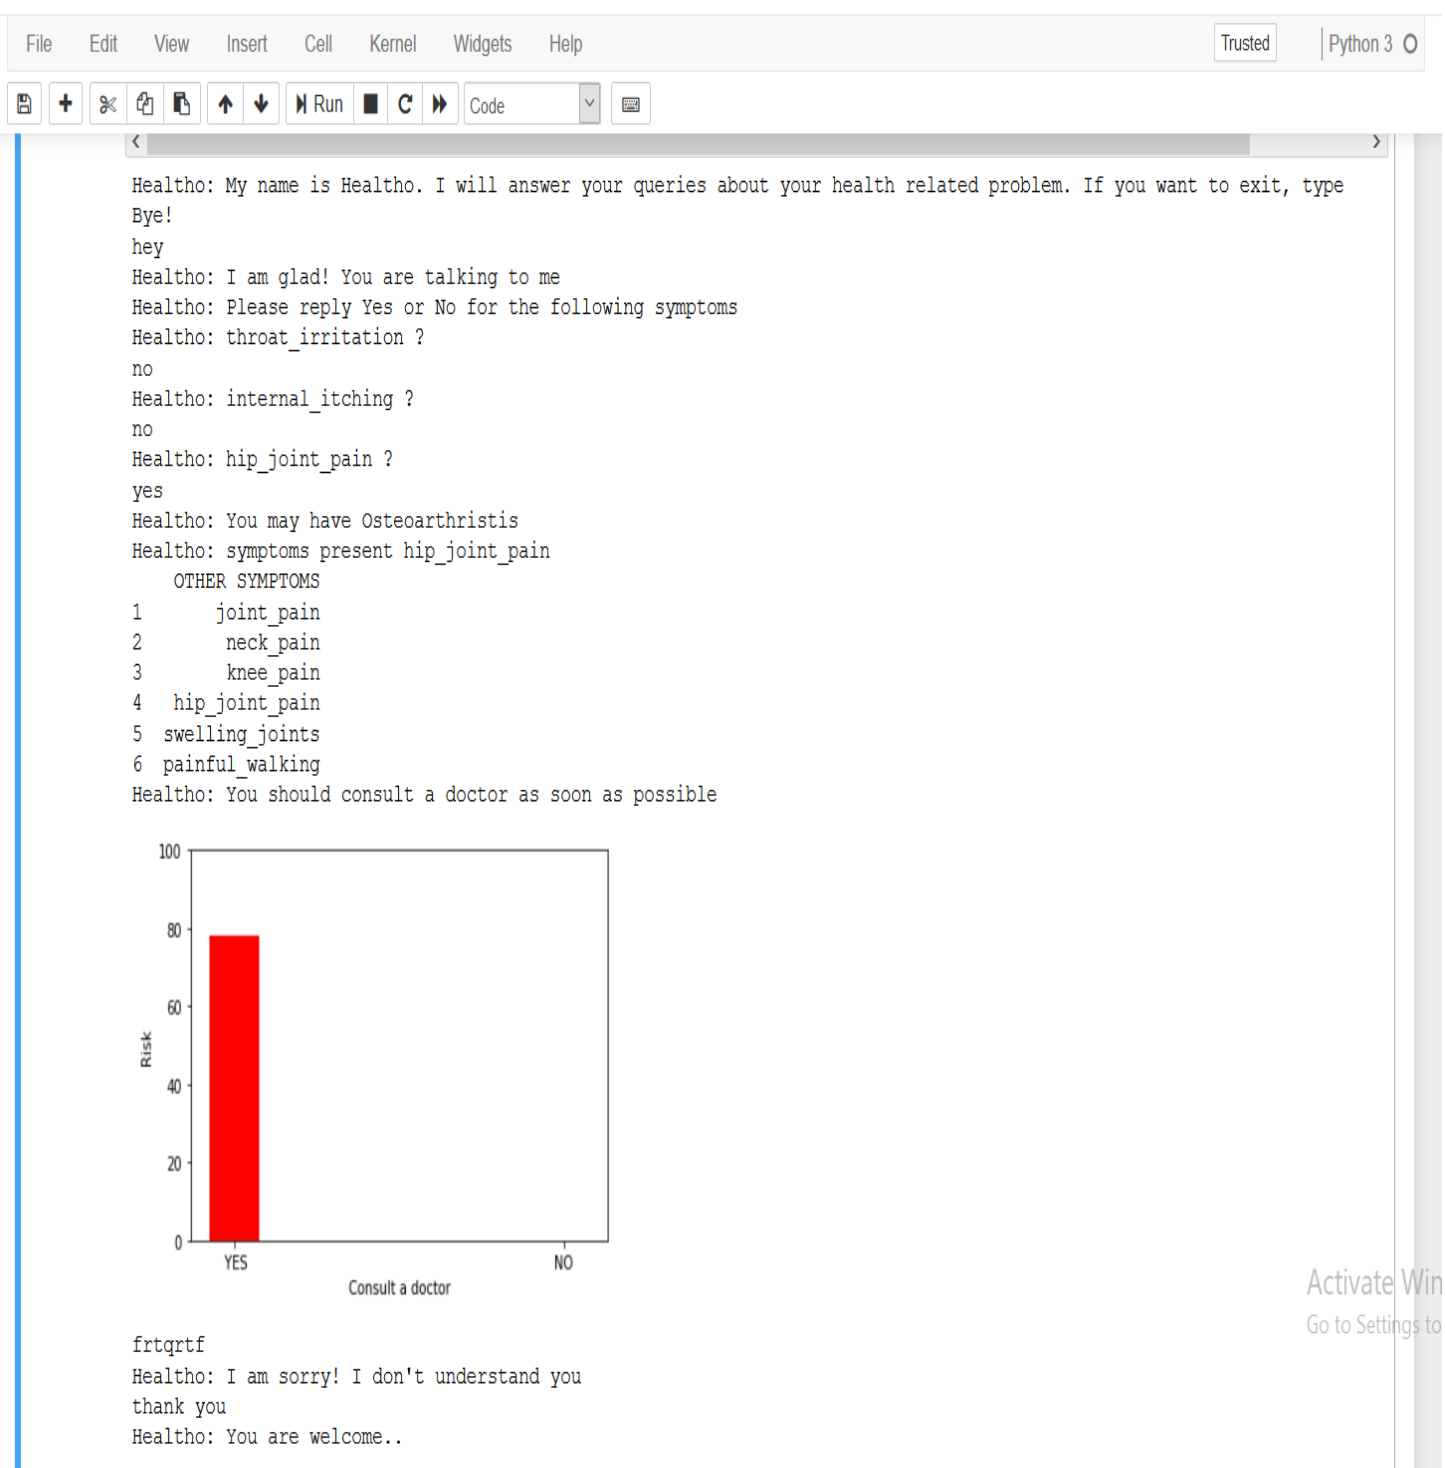 File Edit View Insert Cell Kernel Widgets Help Trusted Python 3
Run Code
Healtho: My name is Healtho. I will answer your queries about your health related problem. If you want to exit, type
Bye!
hey
Healtho: I am glad! You are talking to me
Healtho: Please reply Yes or No for the following symptoms
Healtho: throat_irritation ?
no
Healtho: internal_itching ?
no
Healtho: hip_joint_pain ?
yes
Healtho: You may have Osteoarthristis
Healtho: symptoms present hip_joint_pain
OTHER SYMPTOMS
1 joint_pain
2 neck_pain
3 knee_pain
4 hip_joint_pain
5 swelling_joints
6 painful_walking
Healtho: You should consult a doctor as soon as possible
100
80
60
Risk
40
20
0
YES NO
Consult a doctor
Activate Win
Go to Settings to
frtqrtf
Healtho: I am sorry! I don't understand you
thank you
Healtho: You are welcome..